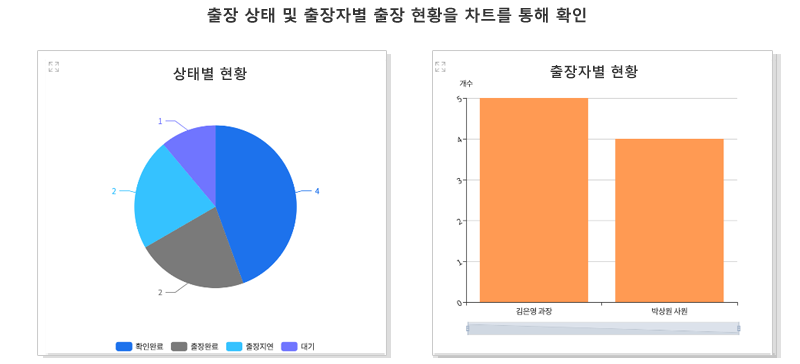 출장 상태 및 출장자별 출장 현황을 차트를 통해 확인
상태별 현황
1
2
4
2
확인완료 출장완료 출장지연 대기
출장자별 현황
개수
5
4
3
2
1
0
김은영 과장 박상원 사원